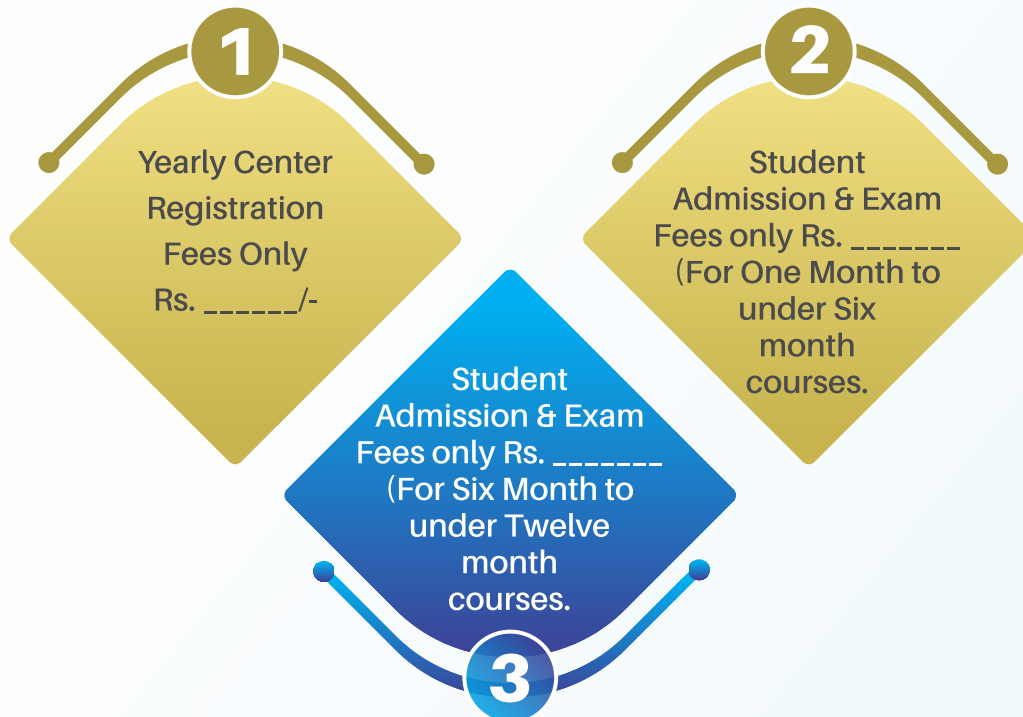 1
Yearly Center
Registration
Fees Only
Rs. ______/-
2
Student
Admission & Exam
Fees only Rs. _______
(For One Month to
under Six
month
courses.
Student
Admission & Exam
Fees only Rs. _______
(For Six Month to
under Twelve
month
courses.
3